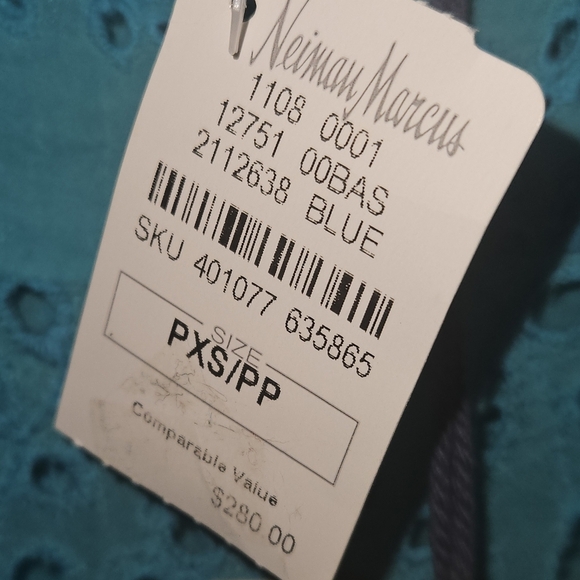 Neiman Marcus
1108 0001
12751 00BAS
2112638 BLUE
SKU 401077 635865
SIZE
PXS/PP
Comparable Value
$280.00